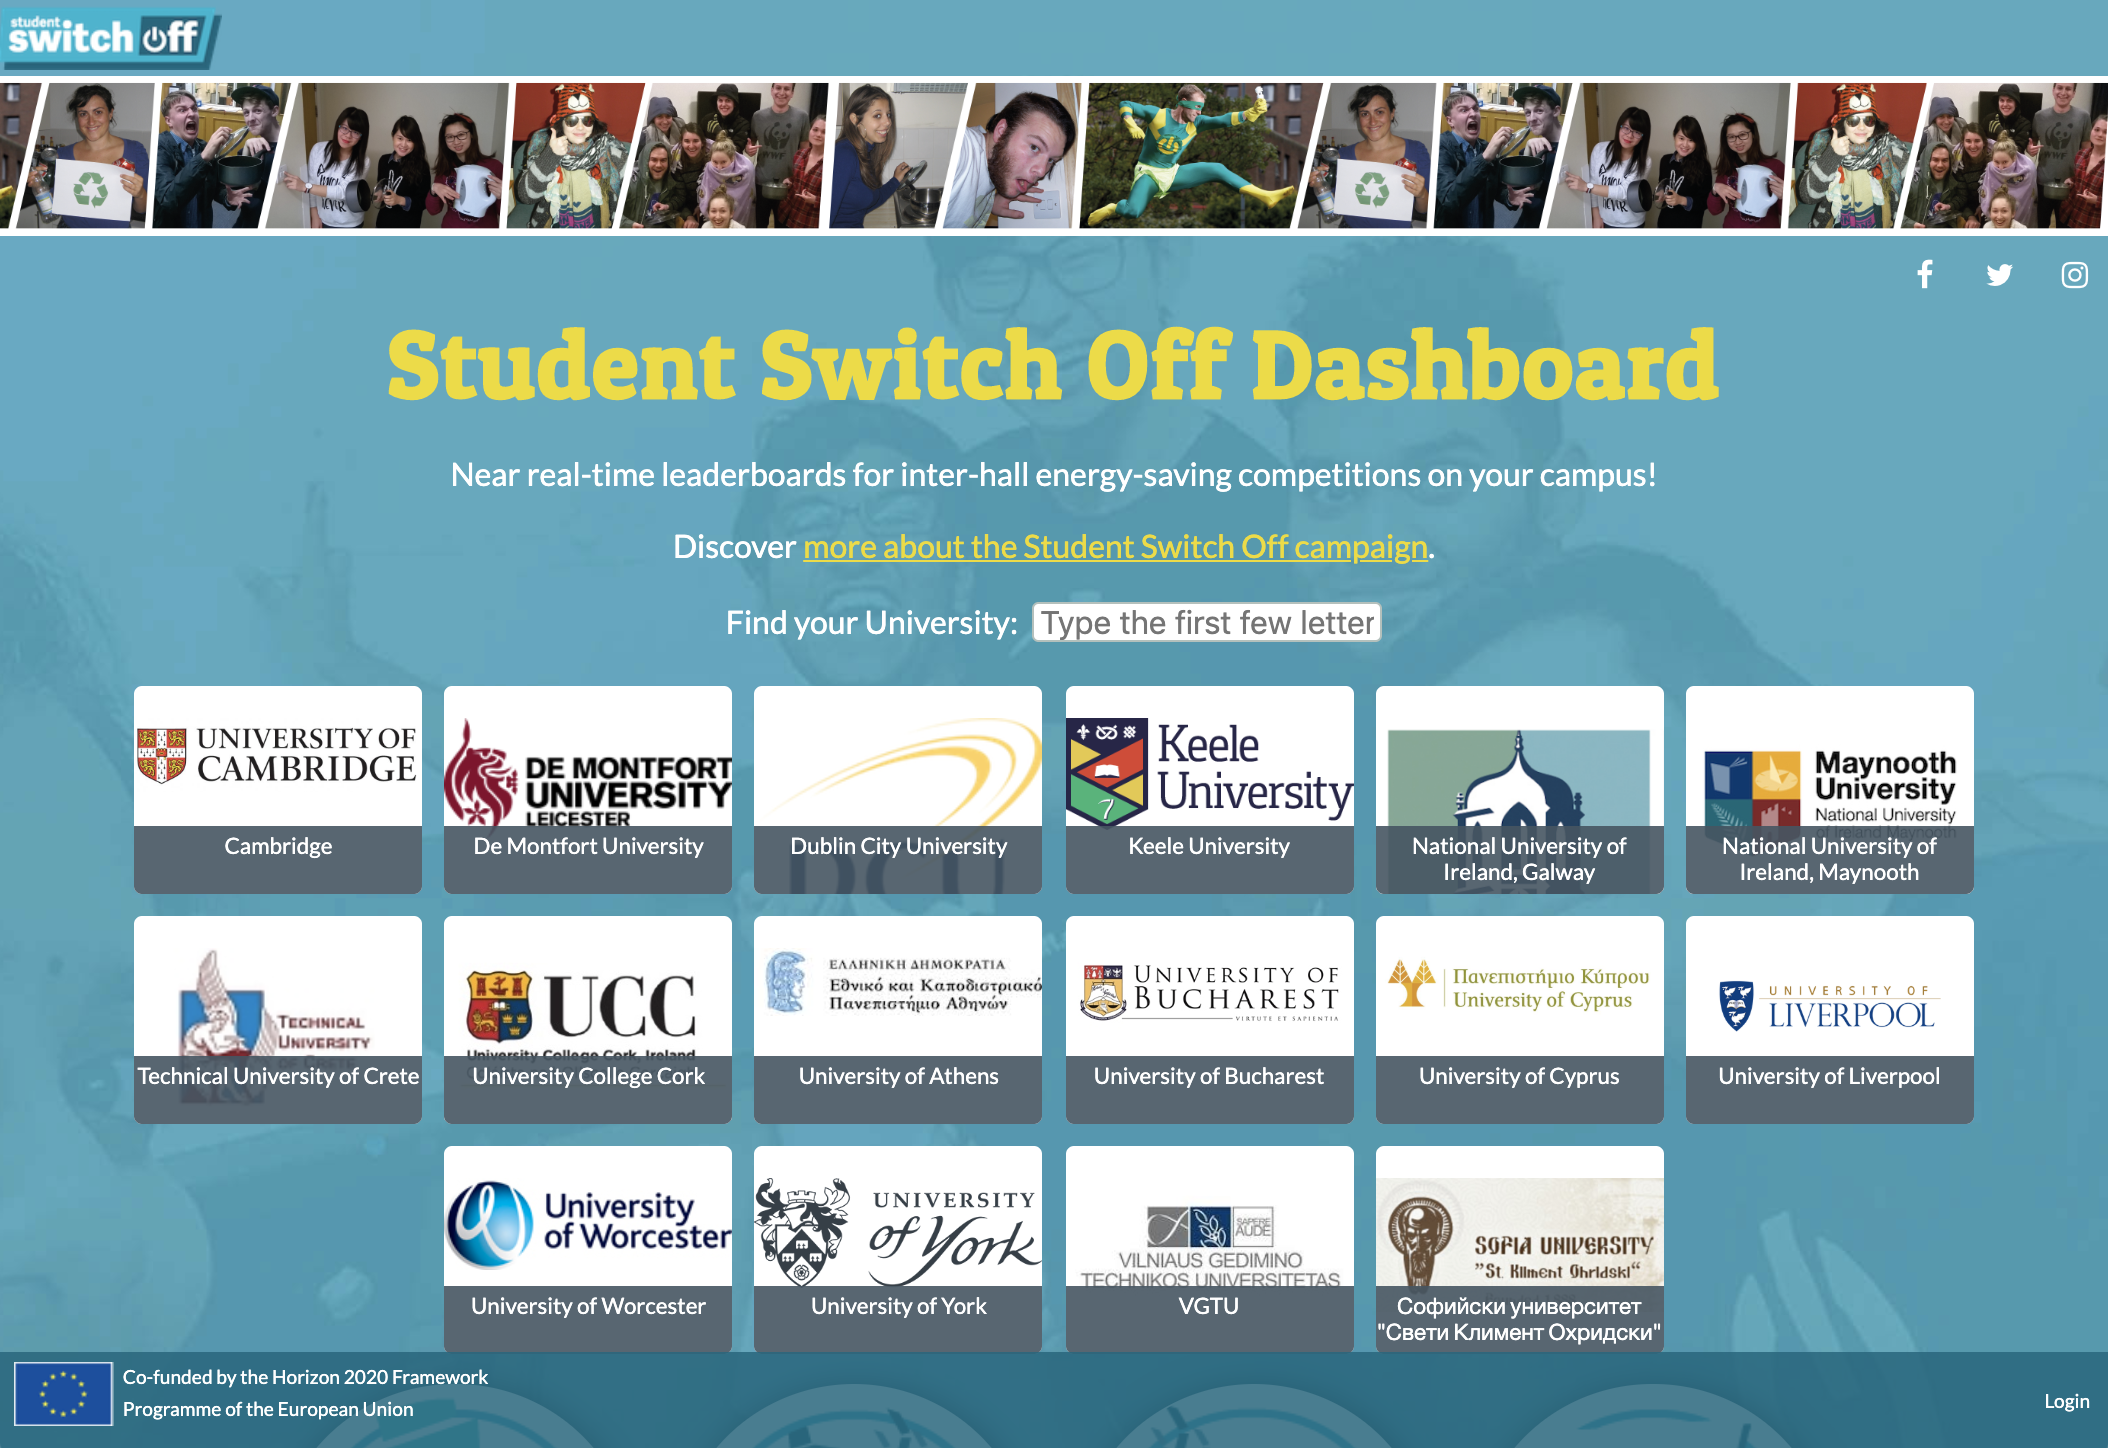 student
switch off
Student Switch Off Dashboard
Near real-time leaderboards for inter-hall energy-saving competitions on your campus!
Discover more about the Student Switch Off campaign.
Find your University: Type the first few letter
UNIVERSITY OF
CAMBRIDGE
Cambridge
DE MONTFORT
UNIVERSITY
LEICESTER
De Montfort University
DCU
Dublin City University
Keele
University
Keele University
National University of
Ireland, Galway
Maynooth
University
National University
of Ireland Maynooth
National University of
Ireland, Maynooth
TECHNICAL
UNIVERSITY
OF CRETE
Technical University of Crete
UCC
University College Cork, Ireland
University College Cork
ΕΛΛΗΝΙΚΗ ΔΗΜΟΚΡΑΤΙΑ
Εθνικό και Καποδιστριακό
Πανεπιστήμιο Αθηνών
University of Athens
UNIVERSITY OF
BUCHAREST
VIRTUTE ET SAPIENTIA
University of Bucharest
Πανεπιστήμιο Κύπρου
University of Cyprus
University of Cyprus
UNIVERSITY OF
LIVERPOOL
University of Liverpool
University
of Worcester
University of Worcester
UNIVERSITY
of York
University of York
SAPERE
AUDE
VILNIAUS GEDIMINO
TECHNIKOS UNIVERSITETAS
VGTU
SOFIA UNIVERSITY
"St. Kliment Ohridski"
Софийски университет
"Свети Климент Охридски"
Co-funded by the Horizon 2020 Framework
Programme of the European Union
Login